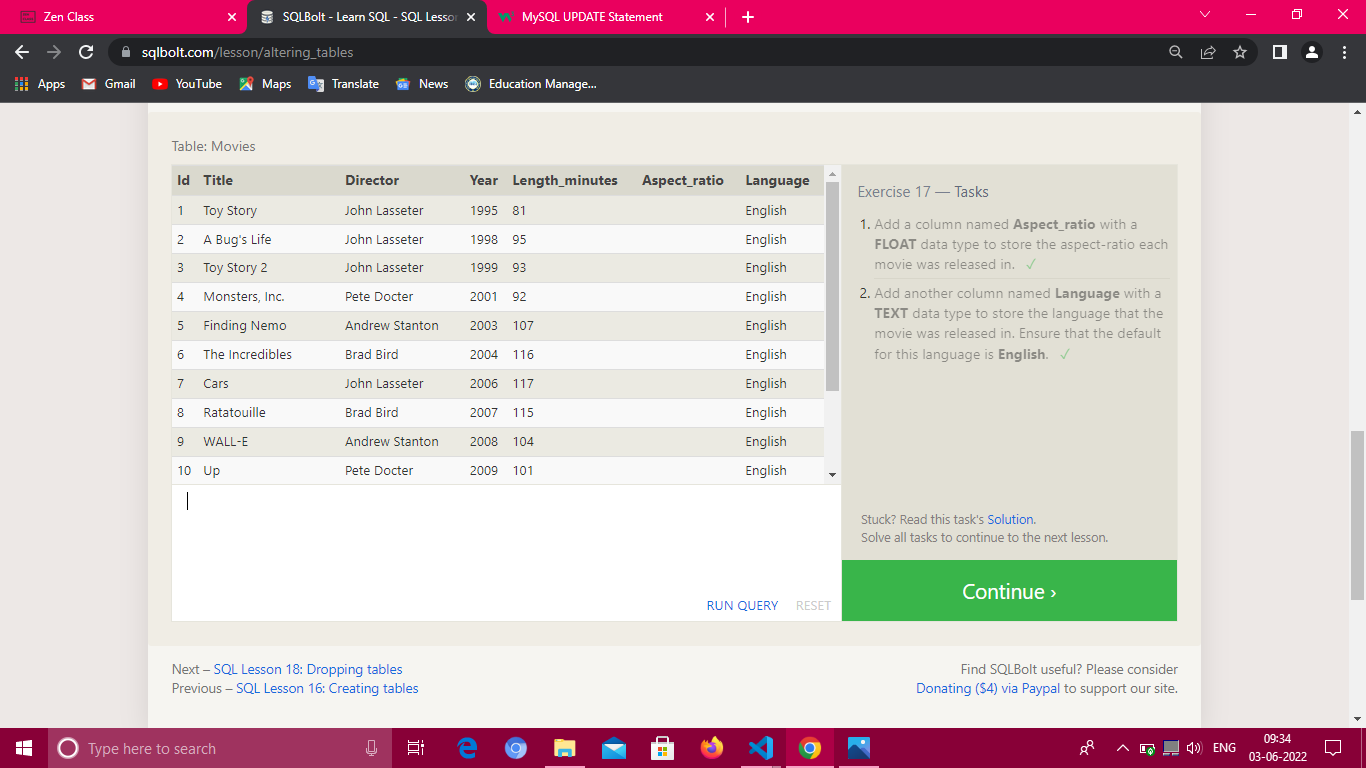 Zen Class
SQLBolt - Learn SQL - SQL Lesson
MySQL UPDATE Statement
sqlbolt.com/lesson/altering_tables
Apps Gmail YouTube Maps Translate News Education Manage...
Table: Movies
Id Title Director Year Length_minutes Aspect_ratio Language
1 Toy Story John Lasseter 1995 81 English
2 A Bug's Life John Lasseter 1998 95 English
3 Toy Story 2 John Lasseter 1999 93 English
4 Monsters, Inc. Pete Docter 2001 92 English
5 Finding Nemo Andrew Stanton 2003 107 English
6 The Incredibles Brad Bird 2004 116 English
7 Cars John Lasseter 2006 117 English
8 Ratatouille Brad Bird 2007 115 English
9 WALL-E Andrew Stanton 2008 104 English
10 Up Pete Docter 2009 101 English
RUN QUERY RESET
Exercise 17 — Tasks
1. Add a column named Aspect_ratio with a
FLOAT data type to store the aspect-ratio each
movie was released in. ✓
2. Add another column named Language with a
TEXT data type to store the language that the
movie was released in. Ensure that the default
for this language is English. ✓
Stuck? Read this task's Solution.
Solve all tasks to continue to the next lesson.
Continue ›
Next – SQL Lesson 18: Dropping tables
Previous – SQL Lesson 16: Creating tables
Find SQLBolt useful? Please consider
Donating ($4) via Paypal to support our site.
Type here to search
ENG
09:34
03-06-2022